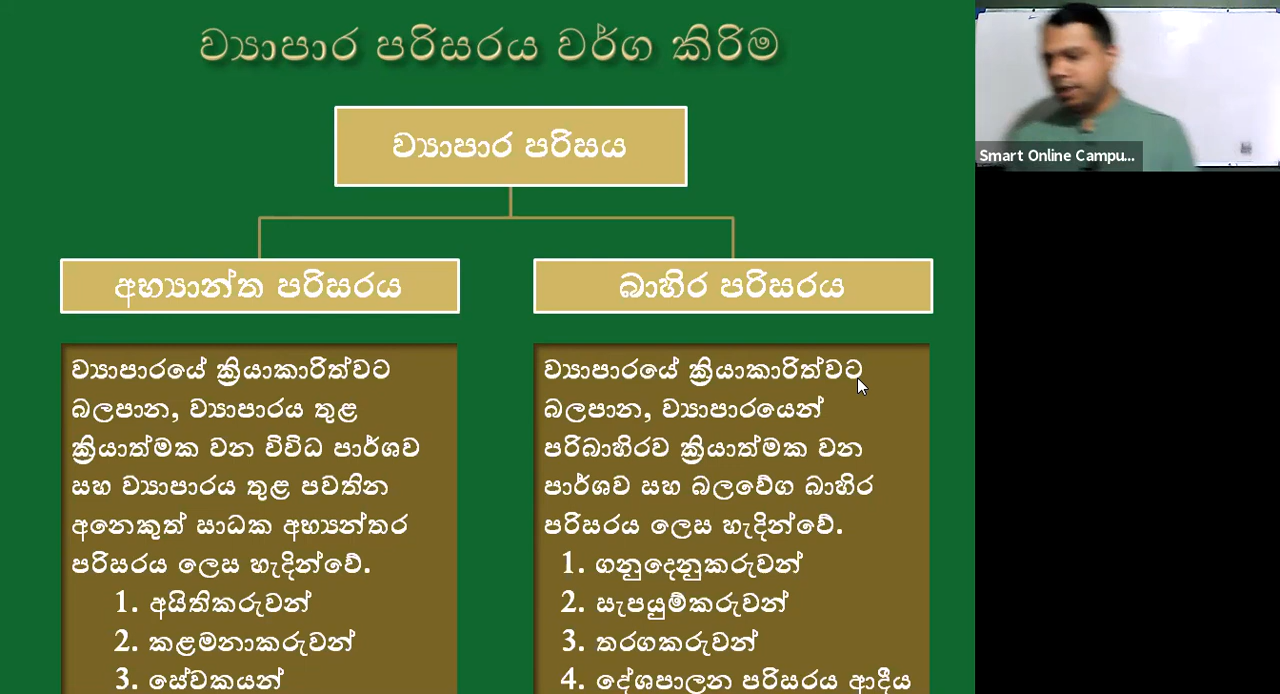 ව්‍යාපාර පරිසරය වර්ග කිරිම
ව්‍යාපාර පරිසය
අභ්‍යාන්ත පරිසරය
ව්‍යාපාරයේ ක්‍රියාකාරිත්වට
බලපාන, ව්‍යාපාරය තුළ
ක්‍රියාත්මක වන විවිධ පාර්ශව
සහ ව්‍යාපාරය තුළ පවතින
අනෙකුත් සාධක අභ්‍යන්තර
පරිසරය ලෙස හැදින්වේ.
1. අයිතිකරුවන්
2. කළමනාකරුවන්
3. සේවකයන්
බාහිර පරිසරය
ව්‍යාපාරයේ ක්‍රියාකාරිත්වට
බලපාන, ව්‍යාපාරයෙන්
පරිබාහිරව ක්‍රියාත්මක වන
පාර්ශව සහ බලවේග බාහිර
පරිසරය ලෙස හැදින්වේ.
1. ගනුදෙනුකරුවන්
2. සැපයුම්කරුවන්
3. තරගකරුවන්
4. දේශපාලන පරිසරය ආදීය
Smart Online Campu...